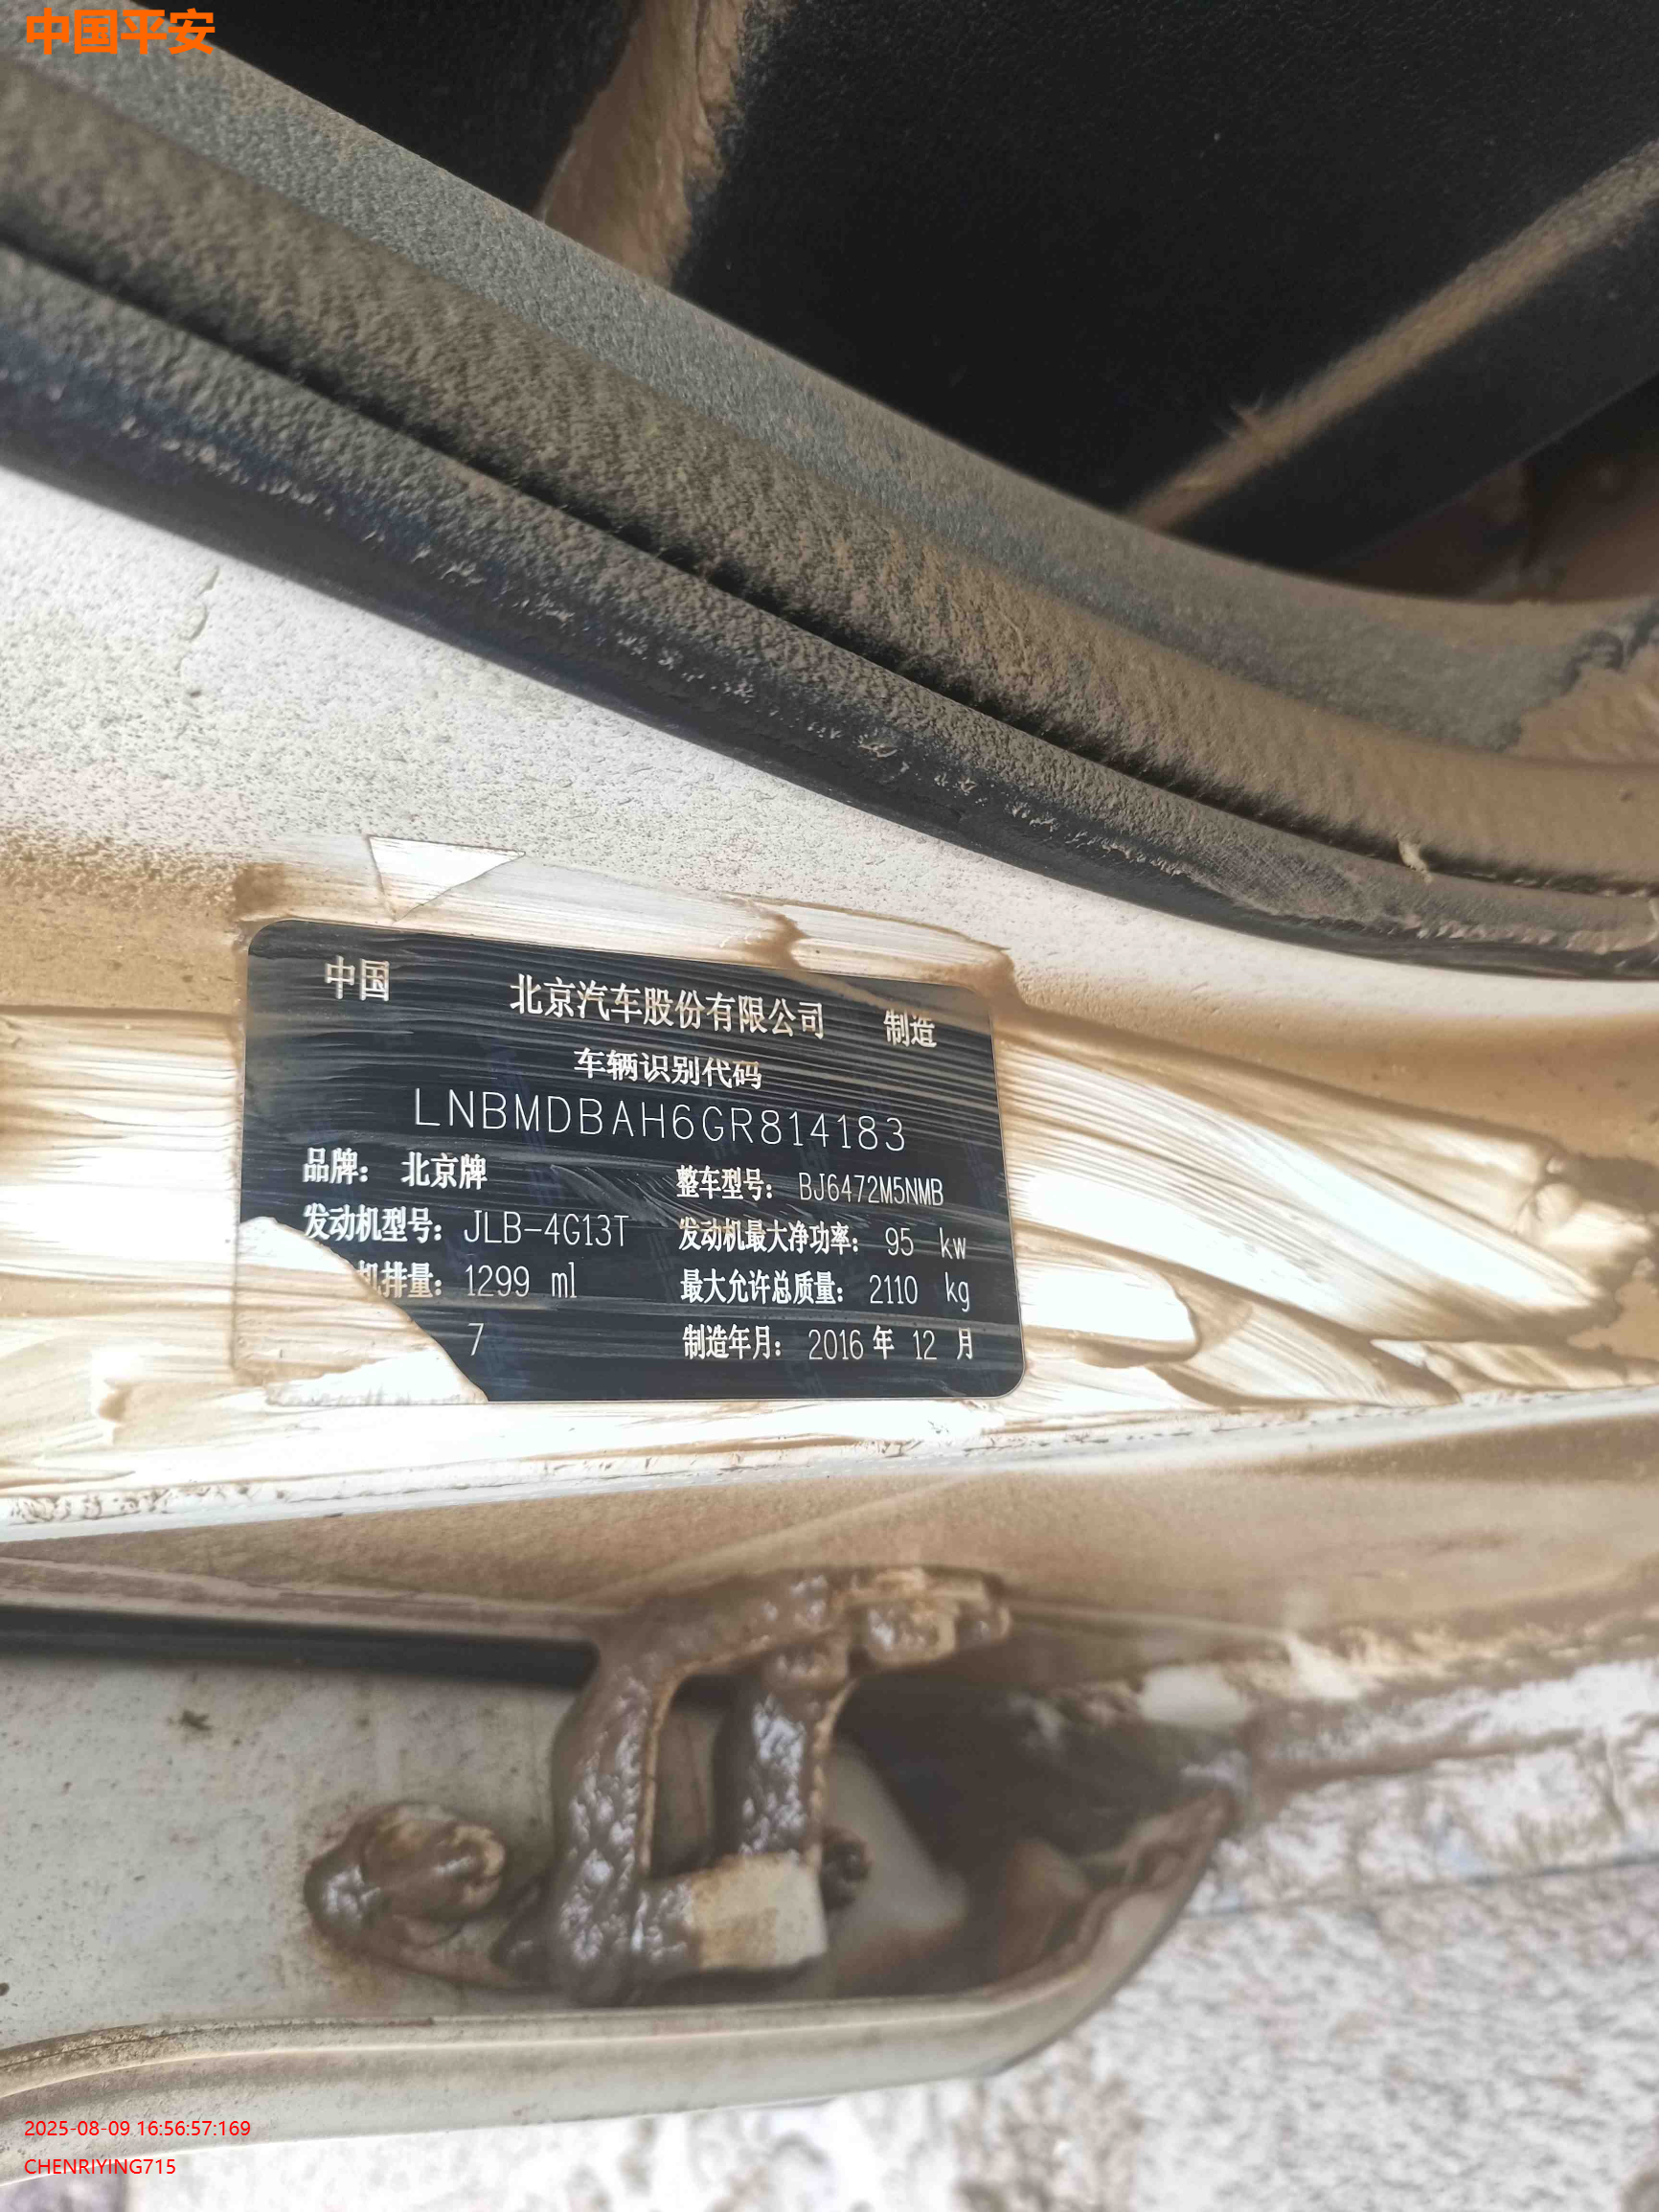 中国平安
中国 北京汽车股份有限公司 制造
车辆识别代码
LNBMDBAH6GR814183
品牌： 北京牌 整车型号： BJ6472M5NMB
发动机型号： JLB-4G13T 发动机最大净功率： 95 kw
机排量： 1299 ml 最大允许总质量： 2110 kg
7 制造年月： 2016 年 12 月
2025-08-09 16:56:57:169
CHENRIYING715